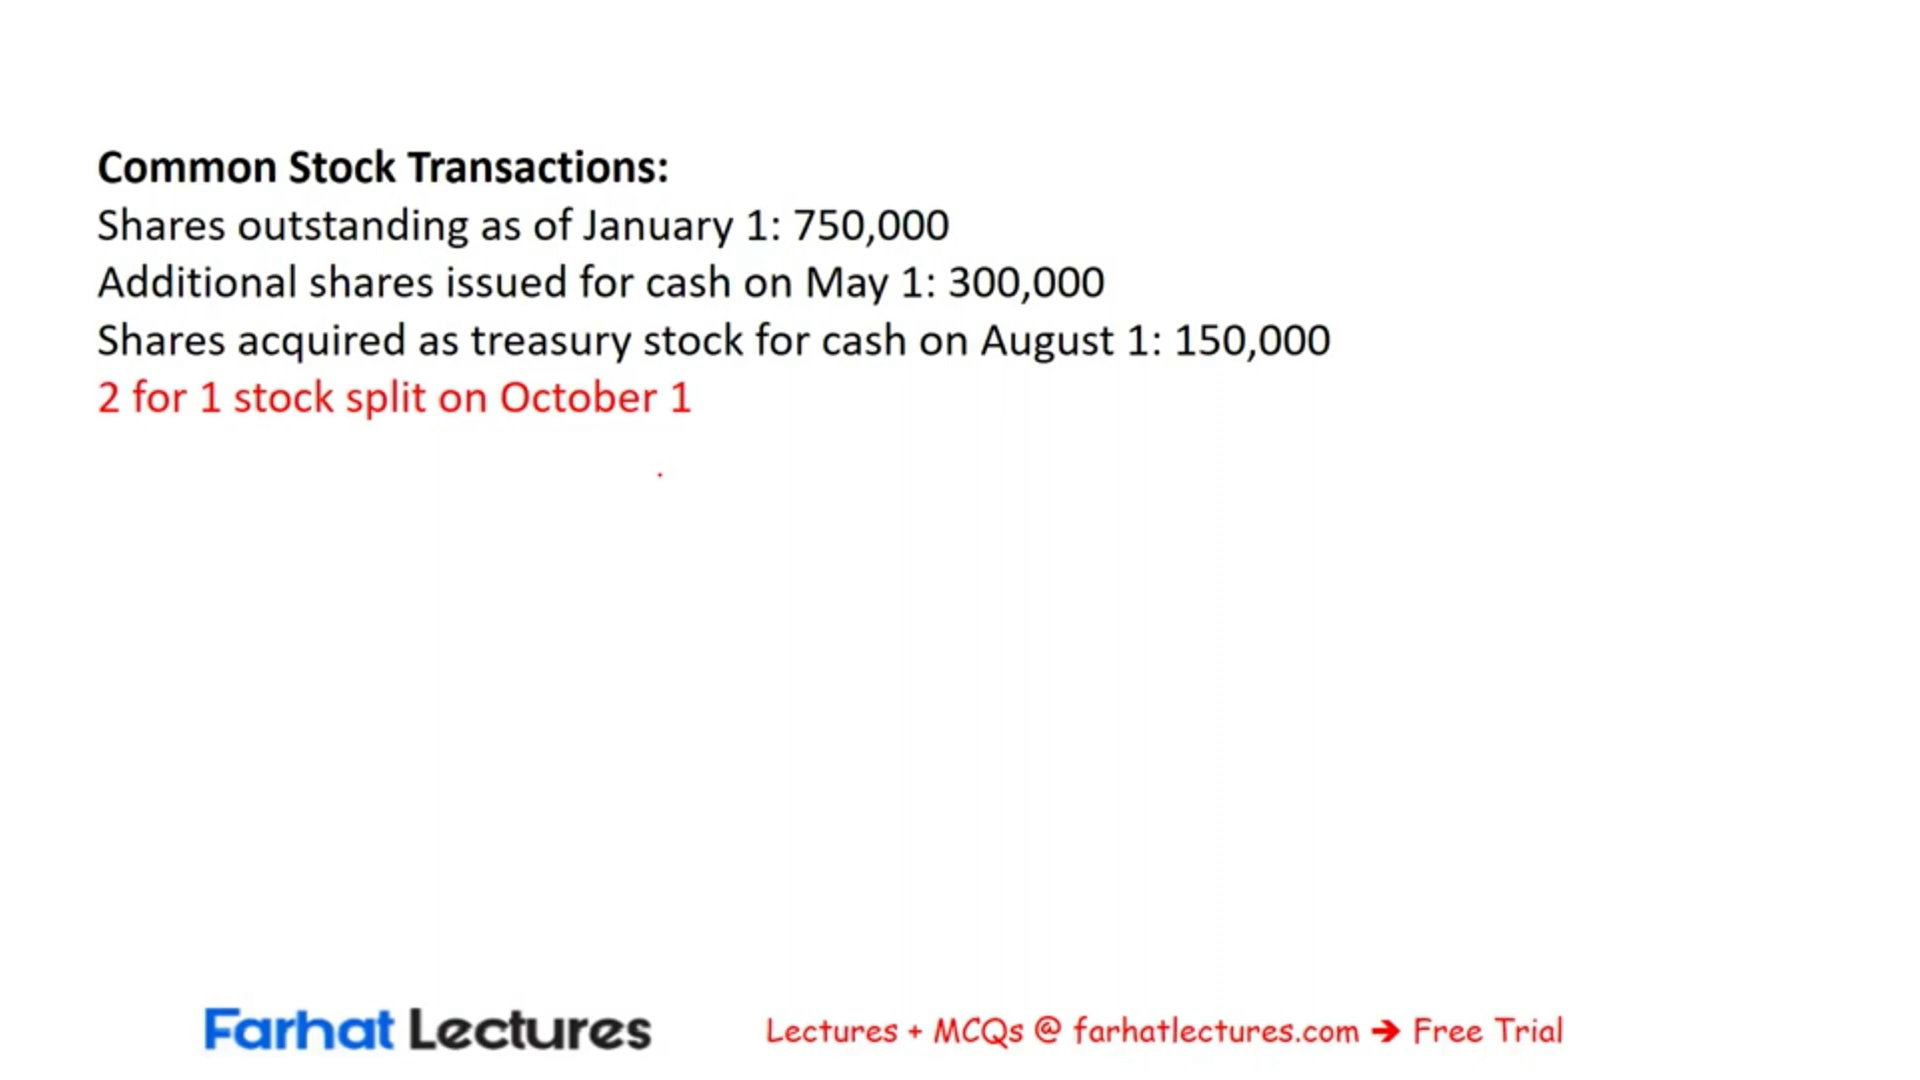 Common Stock Transactions:
Shares outstanding as of January 1: 750,000
Additional shares issued for cash on May 1: 300,000
Shares acquired as treasury stock for cash on August 1: 150,000
2 for 1 stock split on October 1
Farhat Lectures
Lectures + MCQs @ farhatlectures.com ➔ Free Trial